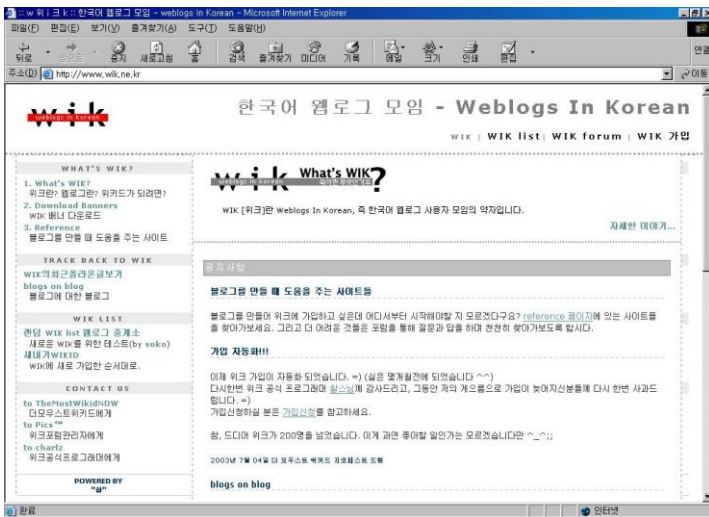 :: w 위 i 크 k :: 한국어 웹로그 모임 - weblogs in Korean - Microsoft Internet Explorer
파일(F) 편집(E) 보기(V) 즐겨찾기(A) 도구(T) 도움말(H)
뒤로 앞으로 중지 새로고침 홈 검색 즐겨찾기 미디어 기록 메일 크기 인쇄 편집 연결
주소(D) http://www.wik.ne.kr 이동
w·i·k
weblogs in korean
한국어 웹로그 모임 - Weblogs In Korean
WIK | WIK list | WIK forum | WIK 가입
WHAT'S WIK?
1. What's WIK?
위크란? 웹로그란? 위키드가 되려면?
2. Download Banners
WIK 배너 다운로드
3. Reference
블로그를 만들 때 도움을 주는 사이트
TRACK BACK TO WIK
WIK의최근올라온글보기
blogs on blog
블로그에 대한 블로그
WIK LIST
랜덤 WIK list 웹로그 중계소
새로운 WIK를 위한 테스트(by soko)
새내기WIKID
WIK에 새로 가입한 순서대로.
CONTACT US
to TheMostWikidNOW
더모우스트위키드에게
to Pics™
위크포럼관리자에게
to charlz
위크공식프로그래머에게
POWERED BY
w·i·k What's WIK?
weblogs in korean
WIK [위크]란 Weblogs In Korean, 즉 한국어 웹로그 사용자 모임의 약자입니다.
자세한 이야기...
공지사항
블로그를 만들 때 도움을 주는 사이트들
블로그를 만들어 위크에 가입하고 싶은데 어디서부터 시작해야할 지 모르겠다구요? reference 페이지에 있는 사이트들
을 찾아가보세요. 그리고 더 어려운 것들은 포럼을 통해 질문과 답을 하며 천천히 찾아가보도록 합시다.
가입 자동화!!!
이제 위크 가입이 자동화 되었습니다. =) (실은 몇개월전에 되었습니다 ^^)
다시한번 위크 공식 프로그래머 찰스님께 감사드리고, 그동안 저의 게으름으로 가입이 늦어지신분들께 다시 한번 사과드
립니다. =)
가입신청하실 분은 가입신청를 참고하세요.
참, 드디어 위크가 200명을 넘었습니다. 이게 과연 좋아할 일인가는 모르겠습니다만 ^_^;;
2003년 7월 04일 더 모우스트 위키드
blogs on blog
완료 인터넷